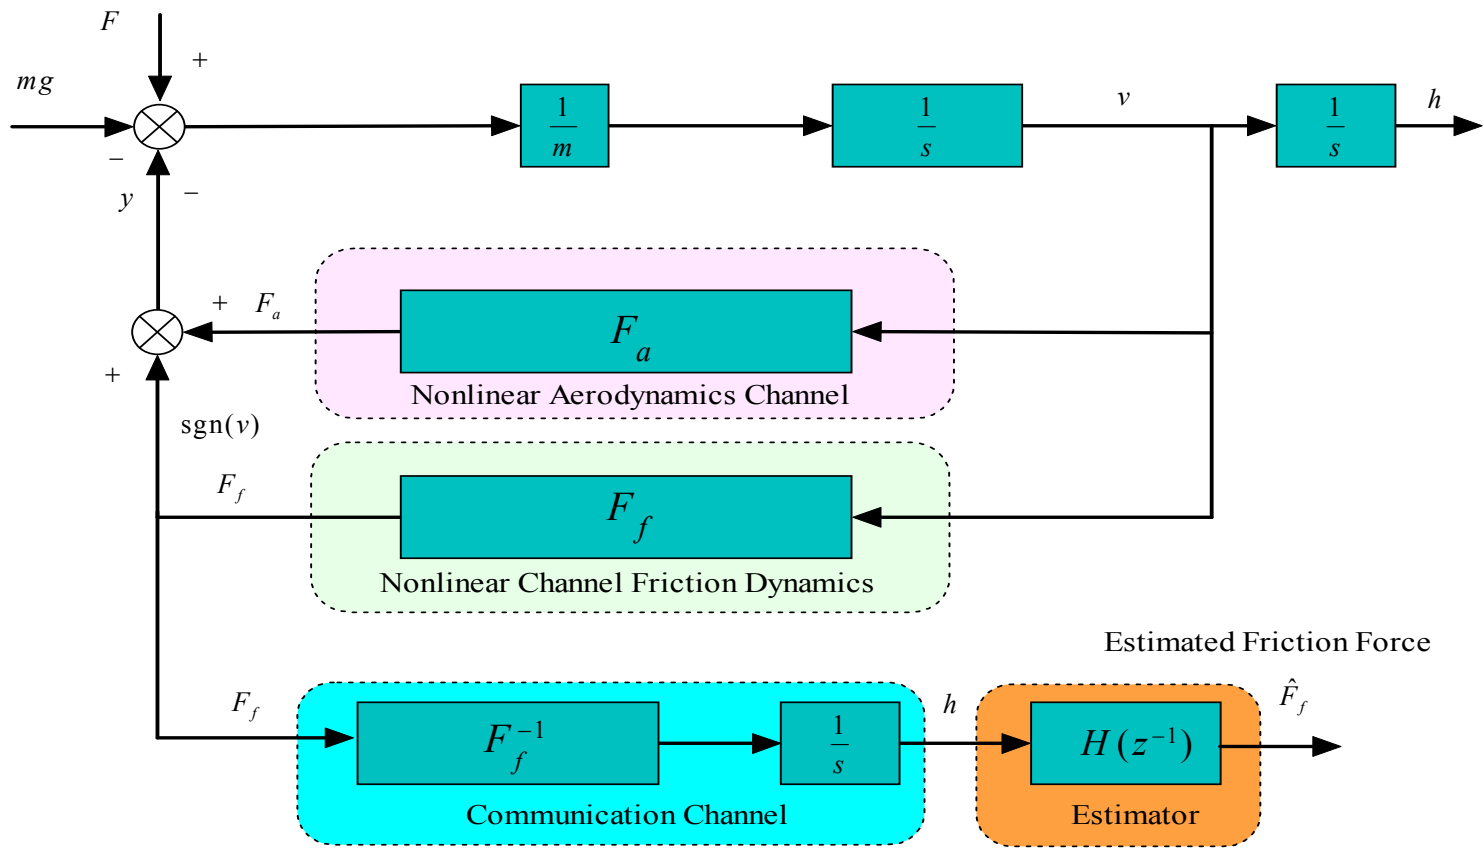 F
+
mg
−
y
−
1/m
1/s
v
1/s
h
+
F_a
F_a
Nonlinear Aerodynamics Channel
+
sgn(v)
F_f
F_f
Nonlinear Channel Friction Dynamics
Estimated Friction Force
F_f
F_f^{-1}
1/s
h
H(z^{-1})
F̂_f
Communication Channel
Estimator